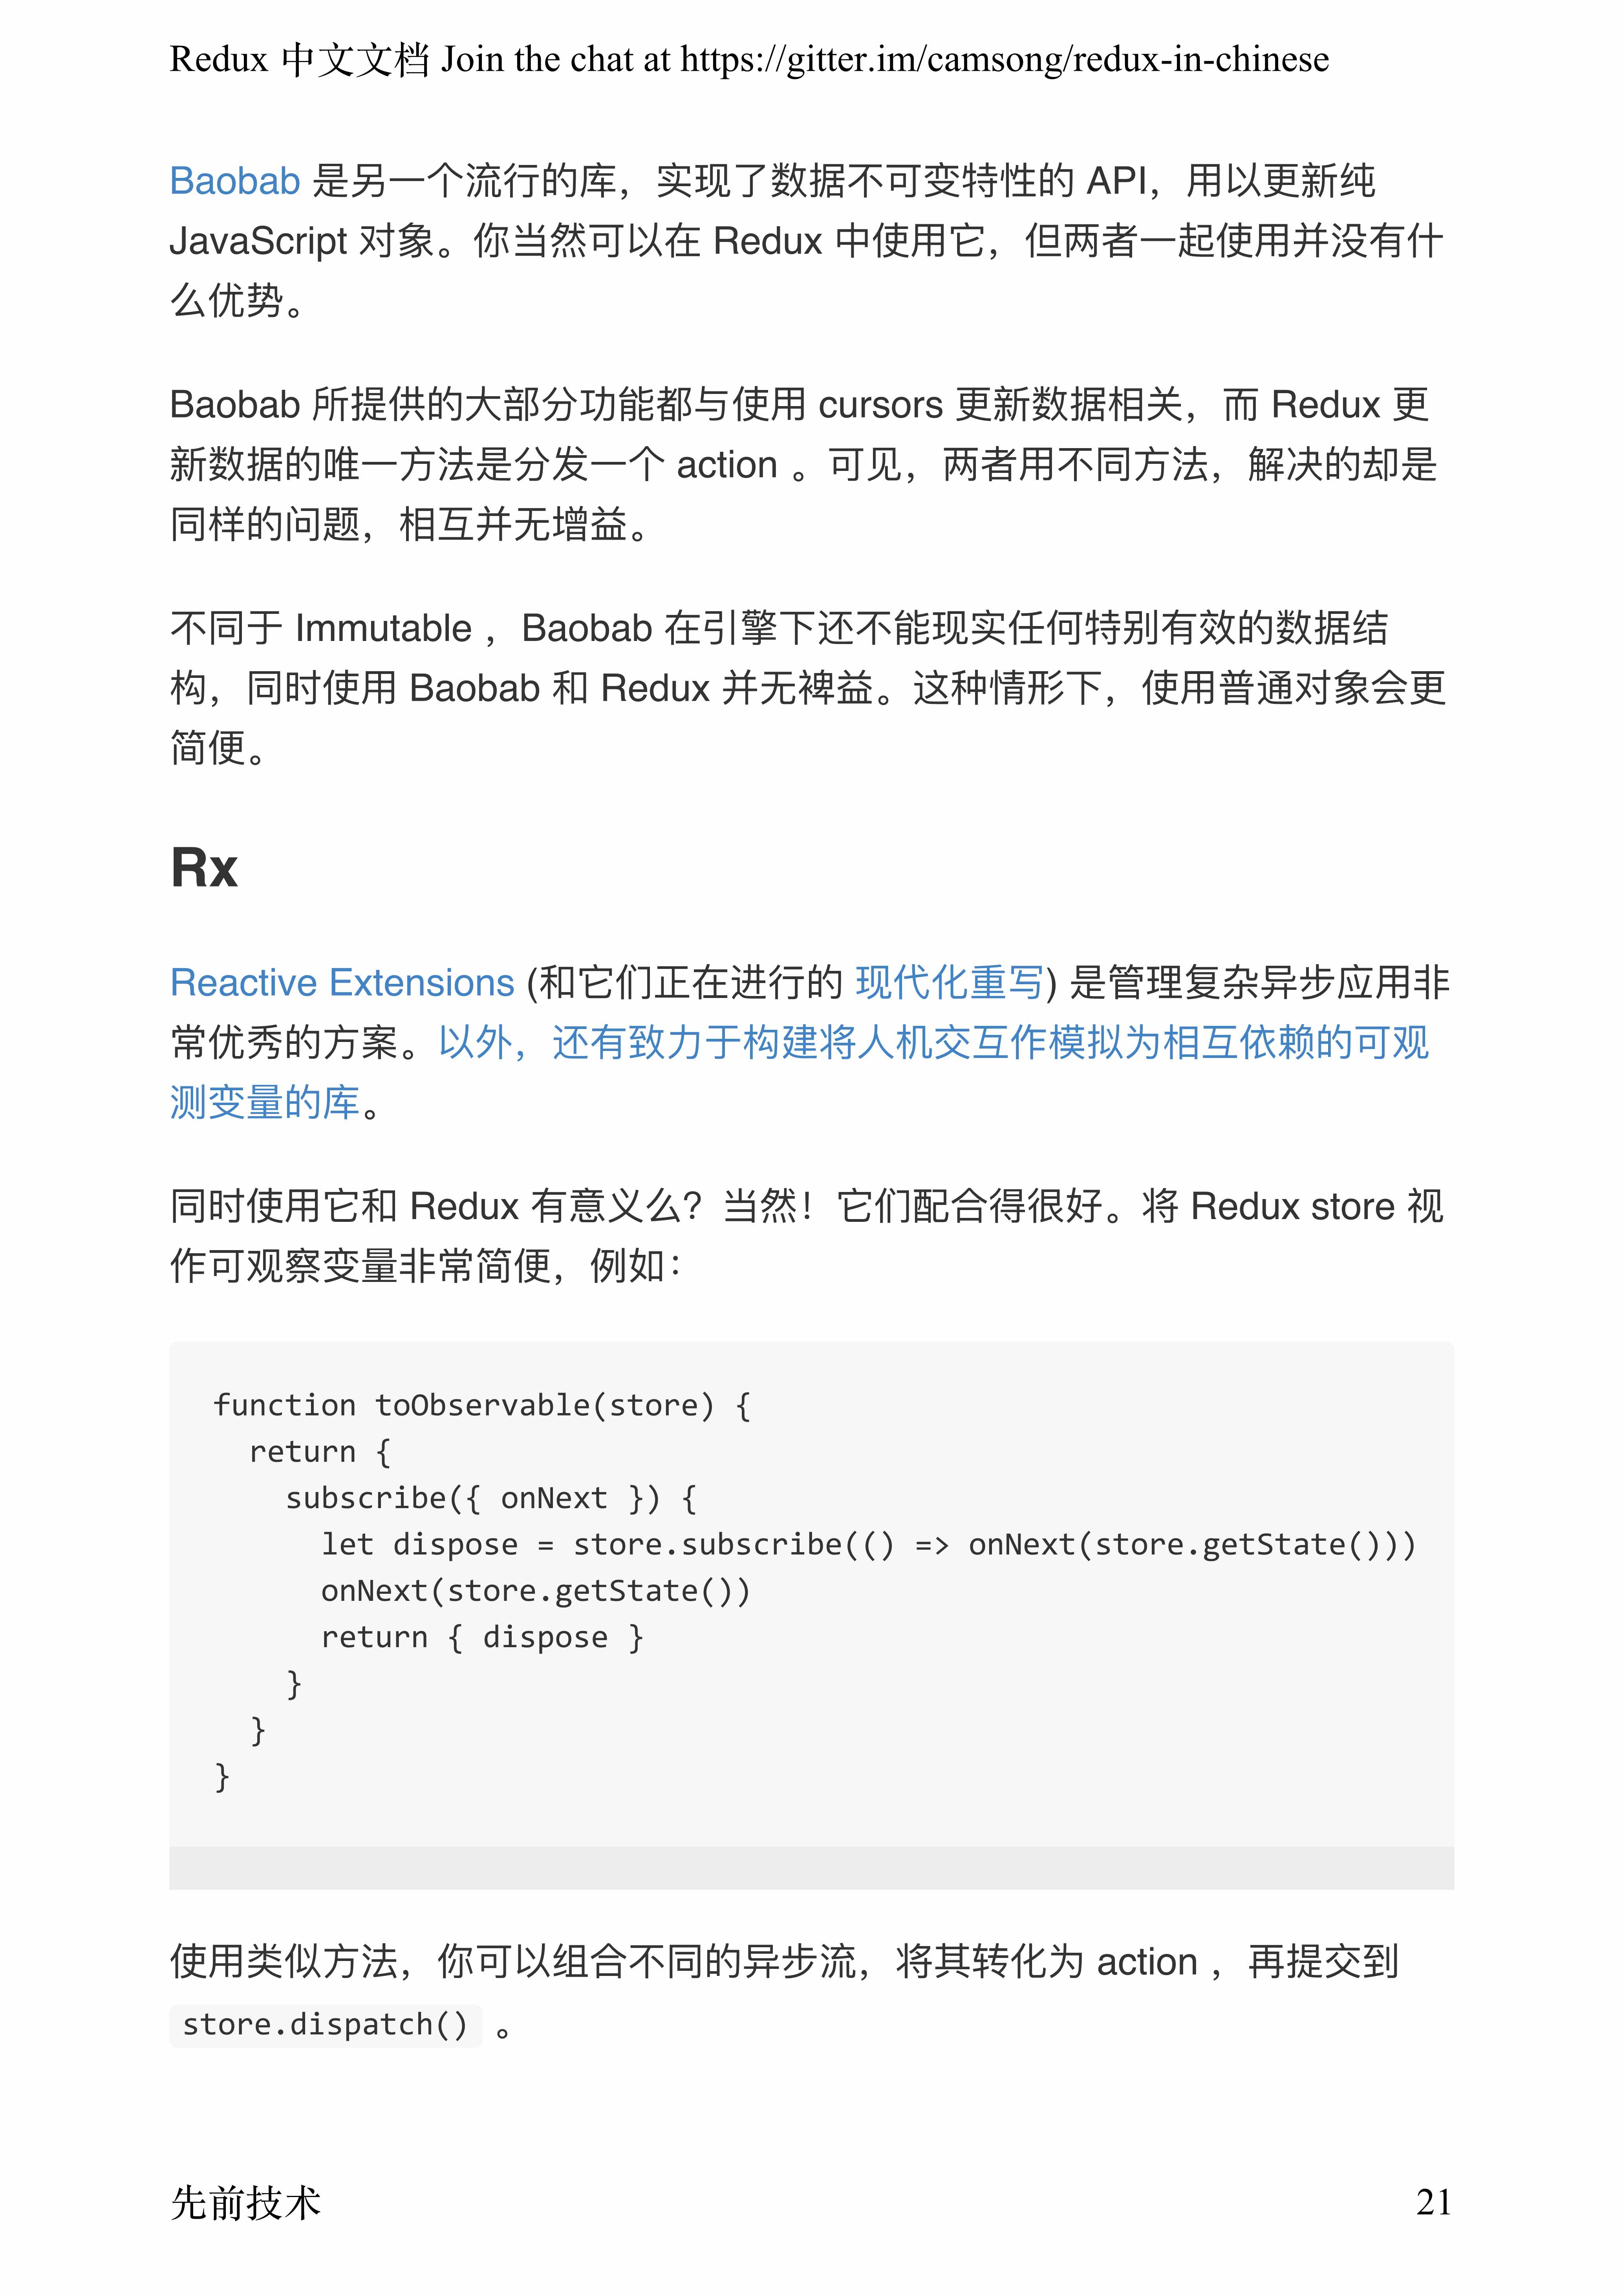 Redux 中文文档 Join the chat at https://gitter.im/camsong/redux-in-chinese
Baobab 是另一个流行的库，实现了数据不可变特性的 API，用以更新纯
JavaScript 对象。你当然可以在 Redux 中使用它，但两者一起使用并没有什
么优势。
Baobab 所提供的大部分功能都与使用 cursors 更新数据相关，而 Redux 更
新数据的唯一方法是分发一个 action 。可见，两者用不同方法，解决的却是
同样的问题，相互并无增益。
不同于 Immutable ，Baobab 在引擎下还不能现实任何特别有效的数据结
构，同时使用 Baobab 和 Redux 并无裨益。这种情形下，使用普通对象会更
简便。
Rx
Reactive Extensions (和它们正在进行的 现代化重写) 是管理复杂异步应用非
常优秀的方案。以外，还有致力于构建将人机交互作模拟为相互依赖的可观
测变量的库。
同时使用它和 Redux 有意义么？当然！它们配合得很好。将 Redux store 视
作可观察变量非常简便，例如：
function toObservable(store) {
  return {
    subscribe({ onNext }) {
      let dispose = store.subscribe(() => onNext(store.getState()))
      onNext(store.getState())
      return { dispose }
    }
  }
}
使用类似方法，你可以组合不同的异步流，将其转化为 action ，再提交到
store.dispatch() 。
先前技术 21